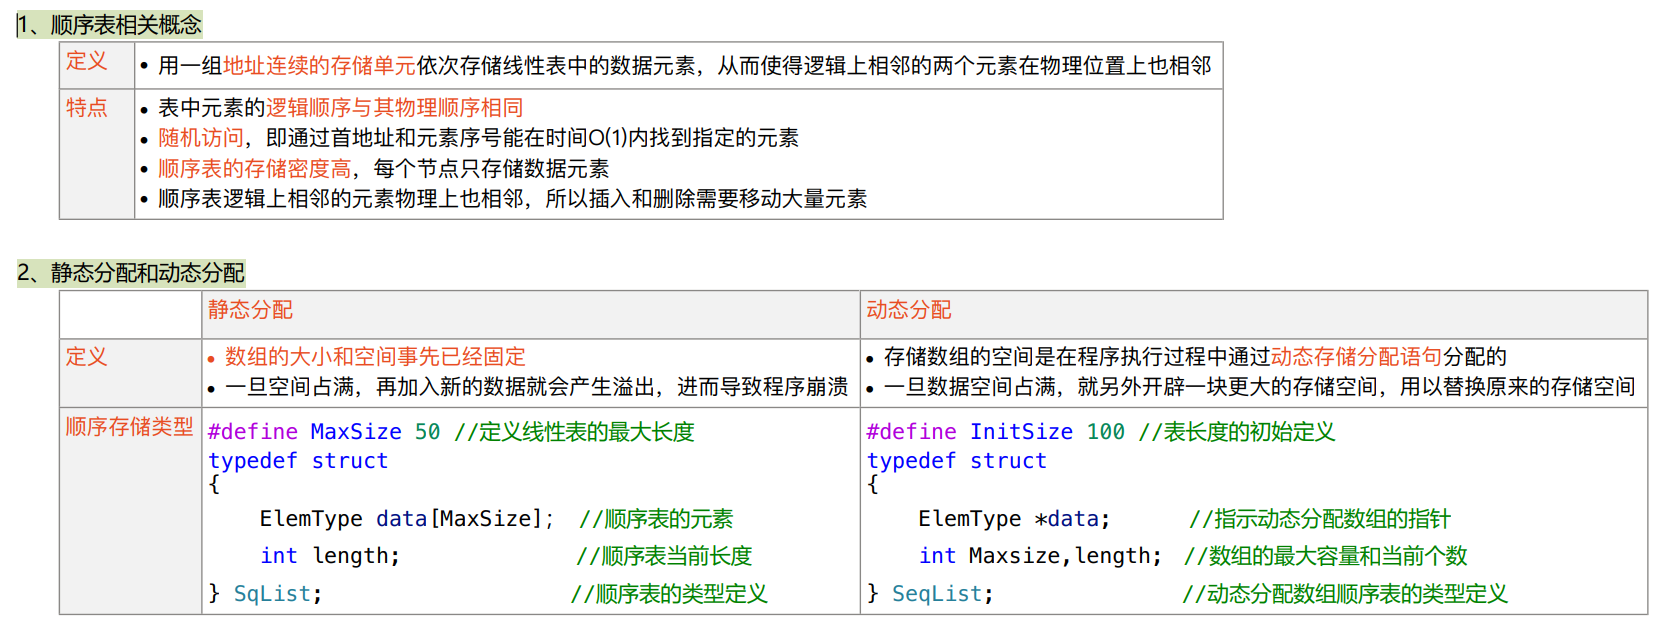 1、顺序表相关概念
定义
• 用一组地址连续的存储单元依次存储线性表中的数据元素，从而使得逻辑上相邻的两个元素在物理位置上也相邻
特点
• 表中元素的逻辑顺序与其物理顺序相同
• 随机访问，即通过首地址和元素序号能在时间O(1)内找到指定的元素
• 顺序表的存储密度高，每个节点只存储数据元素
• 顺序表逻辑上相邻的元素物理上也相邻，所以插入和删除需要移动大量元素
2、静态分配和动态分配
静态分配
动态分配
定义
• 数组的大小和空间事先已经固定
• 一旦空间占满，再加入新的数据就会产生溢出，进而导致程序崩溃
• 存储数组的空间是在程序执行过程中通过动态存储分配语句分配的
• 一旦数据空间占满，就另外开辟一块更大的存储空间，用以替换原来的存储空间
顺序存储类型
#define MaxSize 50 //定义线性表的最大长度
typedef struct
{
ElemType data[MaxSize]; //顺序表的元素
int length; //顺序表当前长度
} SqList; //顺序表的类型定义
#define InitSize 100 //表长度的初始定义
typedef struct
{
ElemType *data; //指示动态分配数组的指针
int Maxsize,length; //数组的最大容量和当前个数
} SeqList; //动态分配数组顺序表的类型定义